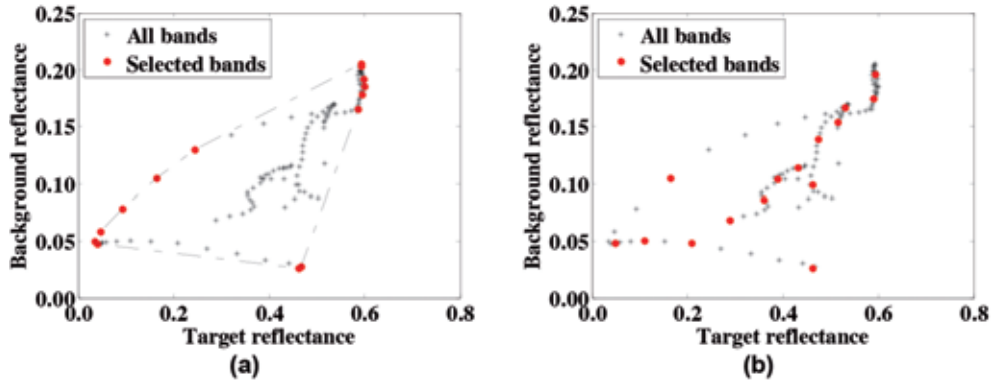 0.25
0.20
0.15
0.10
0.05
0.00
Background reflectance
All bands
Selected bands
0.0 0.2 0.4 0.6 0.8
Target reflectance
(a)
0.25
0.20
0.15
0.10
0.05
0.00
Background reflectance
All bands
Selected bands
0.0 0.2 0.4 0.6 0.8
Target reflectance
(b)